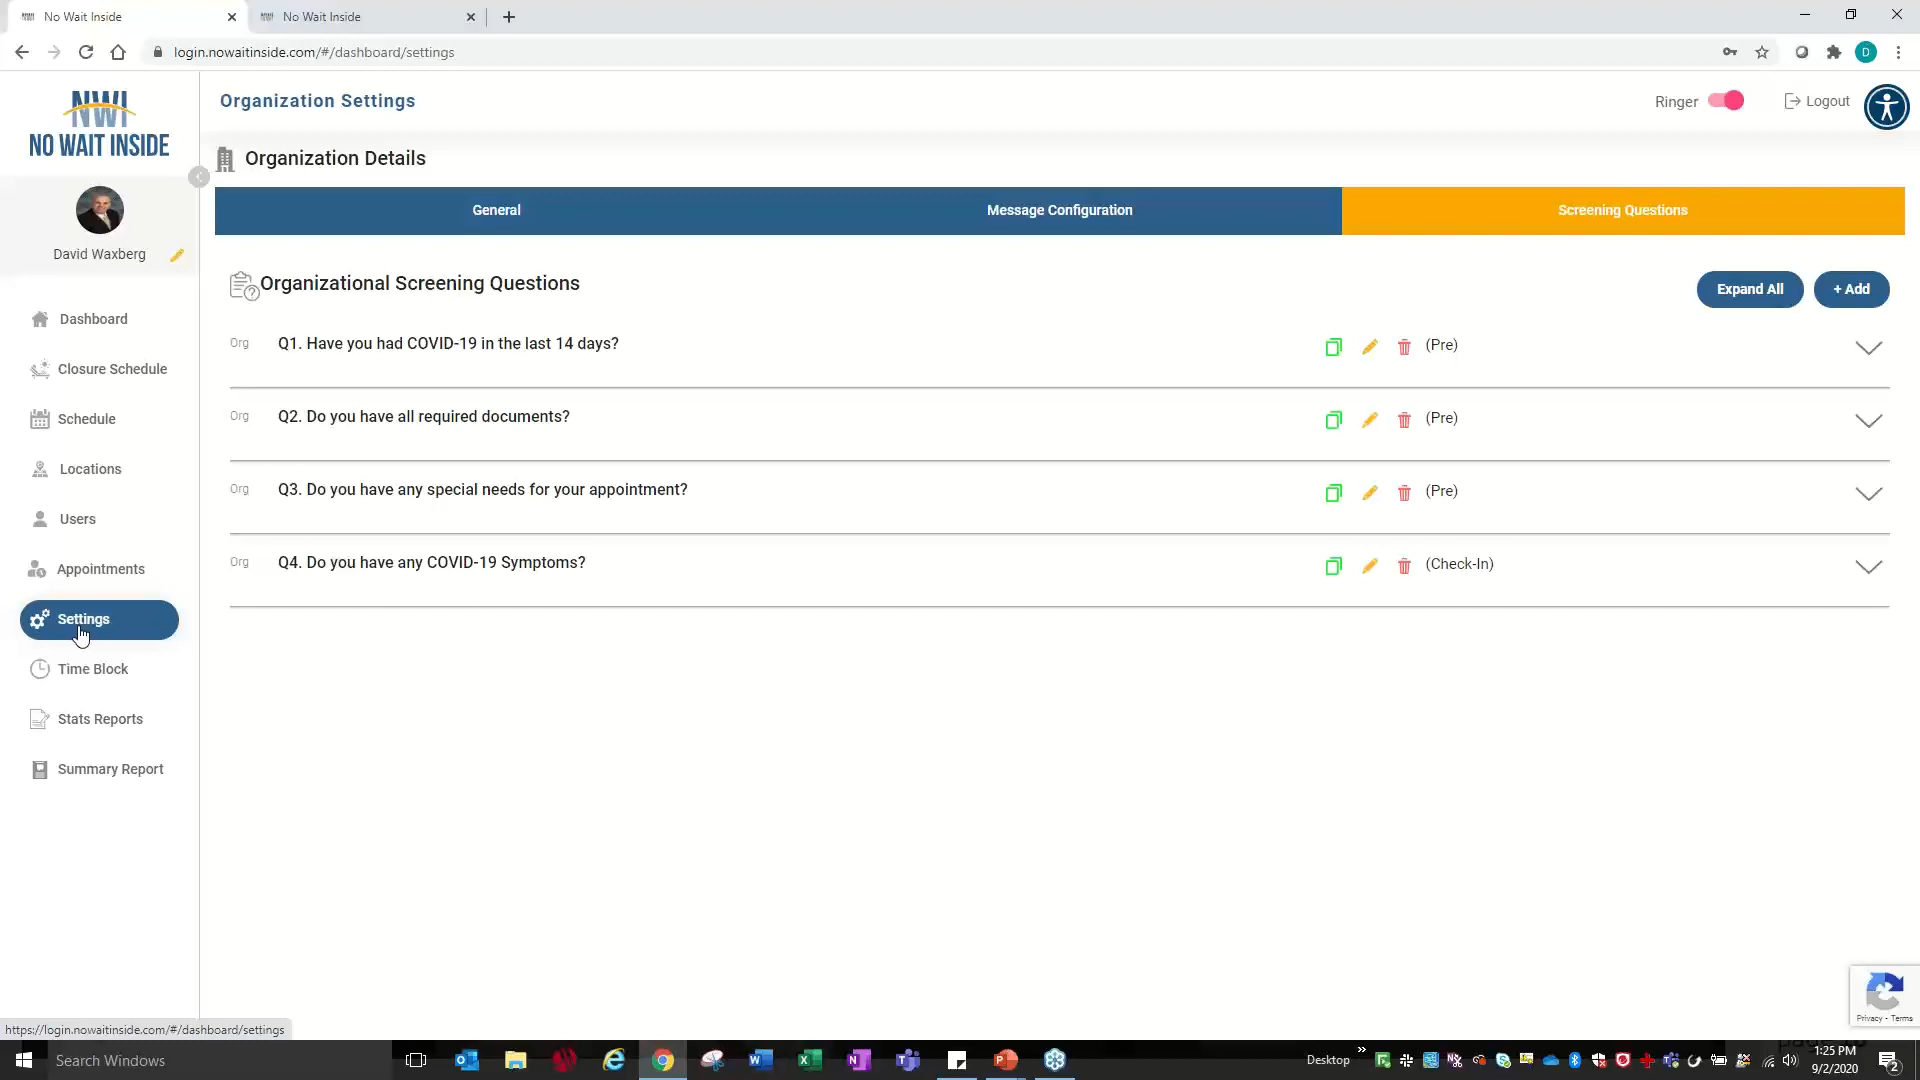 No Wait Inside
No Wait Inside
login.nowaitinside.com/#/dashboard/settings
D
NWI
NO WAIT INSIDE
Organization Settings
Ringer
Logout
Organization Details
General
Message Configuration
Screening Questions
David Waxberg
Dashboard
Closure Schedule
Schedule
Locations
Users
Appointments
Settings
Time Block
Stats Reports
Summary Report
Organizational Screening Questions
Expand All
+ Add
Org Q1. Have you had COVID-19 in the last 14 days? (Pre)
Org Q2. Do you have all required documents? (Pre)
Org Q3. Do you have any special needs for your appointment? (Pre)
Org Q4. Do you have any COVID-19 Symptoms? (Check-In)
Privacy - Terms
https://login.nowaitinside.com/#/dashboard/settings
Search Windows
Desktop
1:25 PM
9/2/2020
2